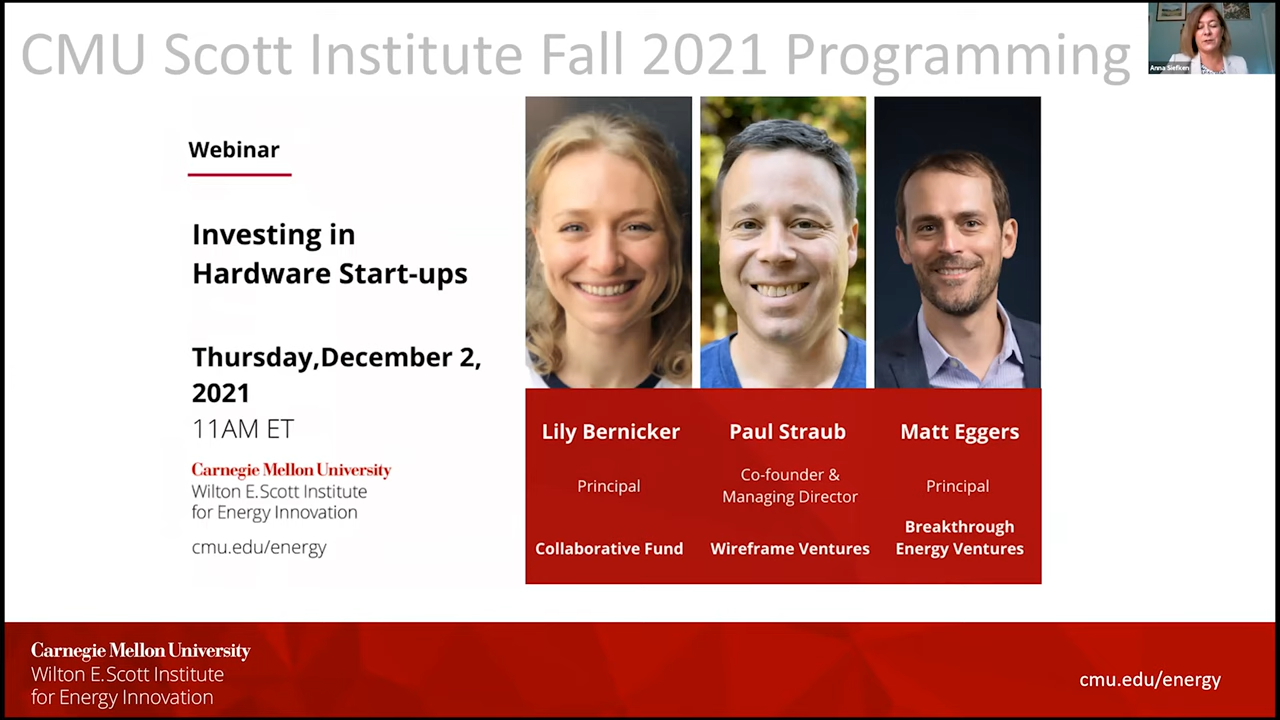 CMU Scott Institute Fall 2021 Programming
Anna Siefken
Webinar
Investing in
Hardware Start-ups
Thursday,December 2,
2021
11AM ET
Carnegie Mellon University
Wilton E.Scott Institute
for Energy Innovation
cmu.edu/energy
Lily Bernicker
Principal
Collaborative Fund
Paul Straub
Co-founder &
Managing Director
Wireframe Ventures
Matt Eggers
Principal
Breakthrough
Energy Ventures
Carnegie Mellon University
Wilton E.Scott Institute
for Energy Innovation
cmu.edu/energy